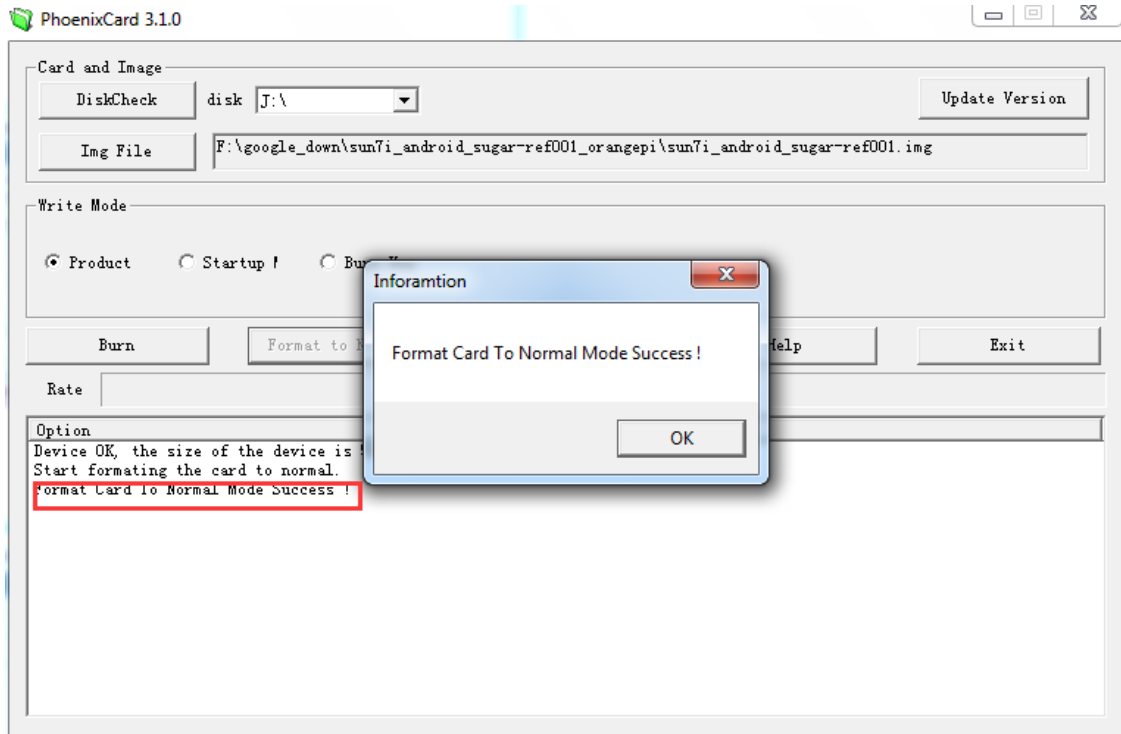 PhoenixCard 3.1.0
Card and Image
DiskCheck disk J:\ Update Version
Img File F:\google_down\sun7i_android_sugar-ref001_orangepi\sun7i_android_sugar-ref001.img
Write Mode
Product Startup !
Inforamtion
Format Card To Normal Mode Success !
OK
Burn Format to Help Exit
Rate
Option
Device OK, the size of the device is
Start formating the card to normal.
Format Card To Normal Mode Success !